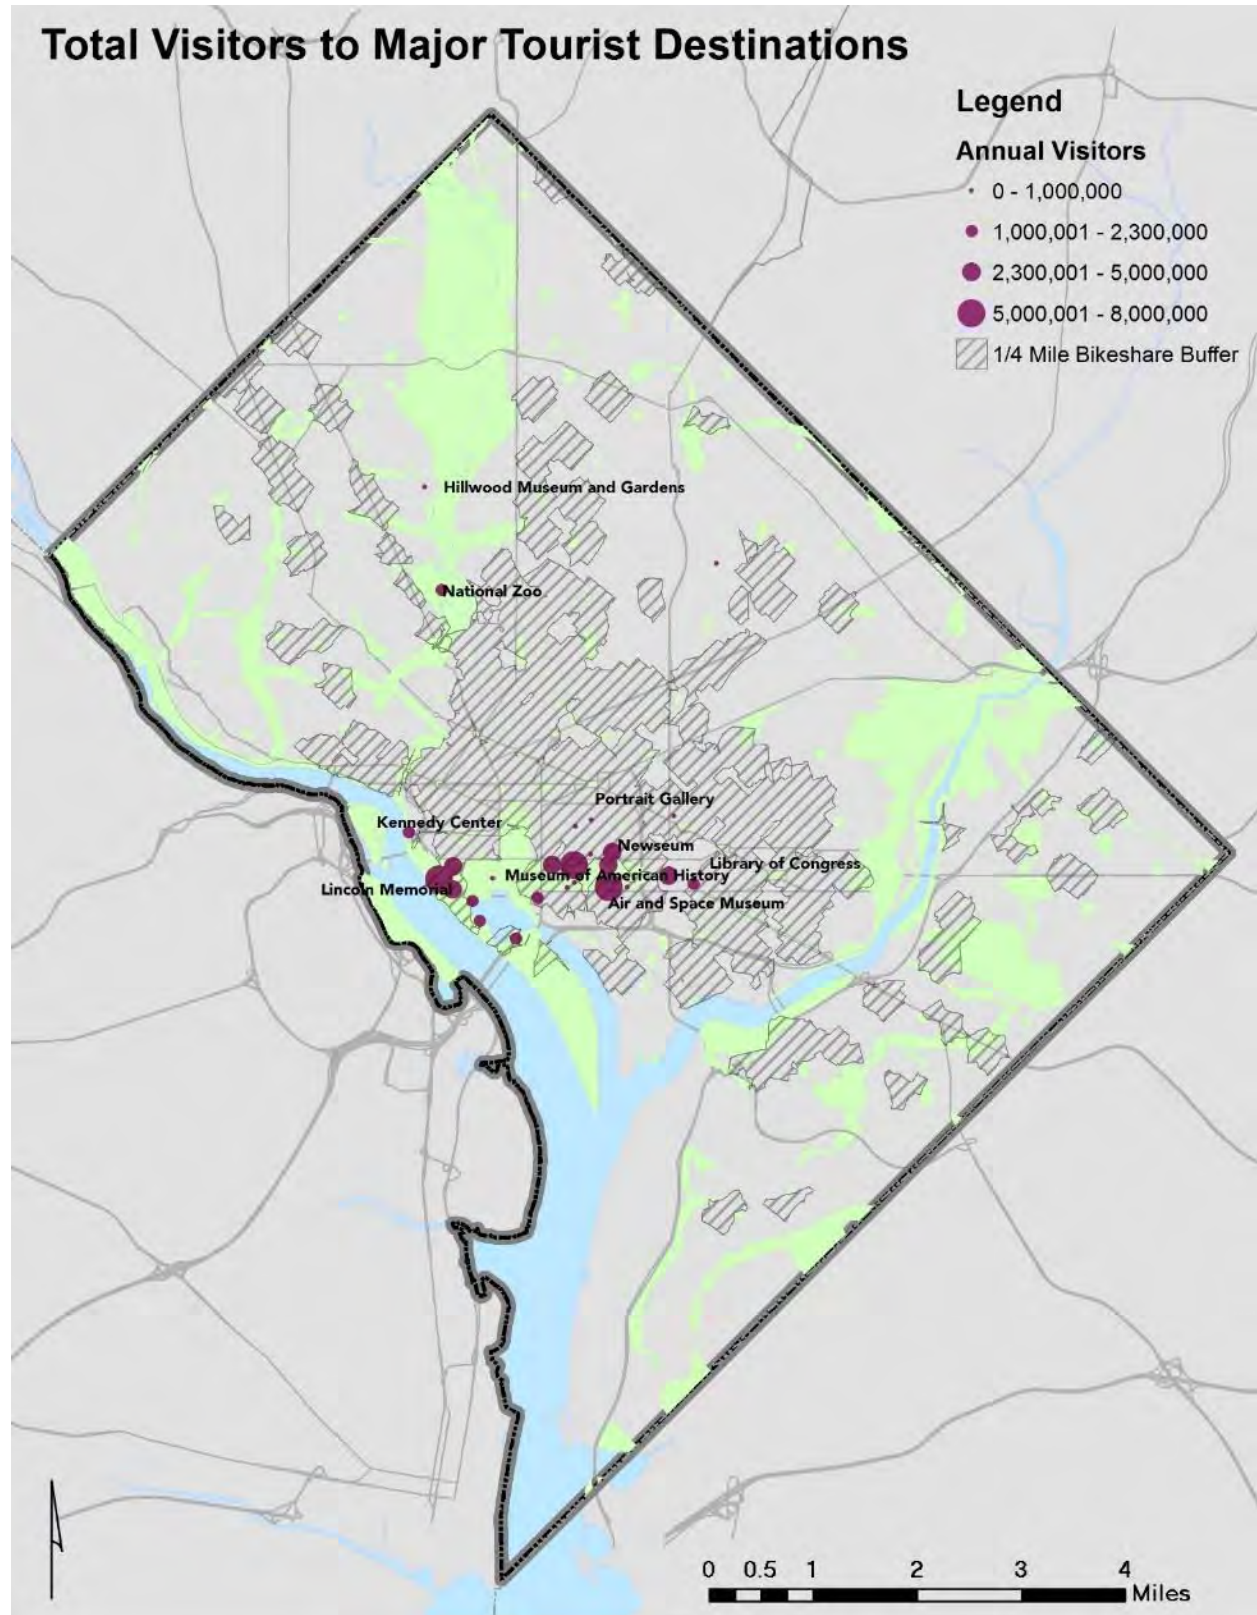 Total Visitors to Major Tourist Destinations
Legend
Annual Visitors
0 - 1,000,000
1,000,001 - 2,300,000
2,300,001 - 5,000,000
5,000,001 - 8,000,000
1/4 Mile Bikeshare Buffer
Hillwood Museum and Gardens
National Zoo
Portrait Gallery
Kennedy Center
Newseum
Library of Congress
Museum of American History
Lincoln Memorial
Air and Space Museum
0 0.5 1 2 3 4
Miles